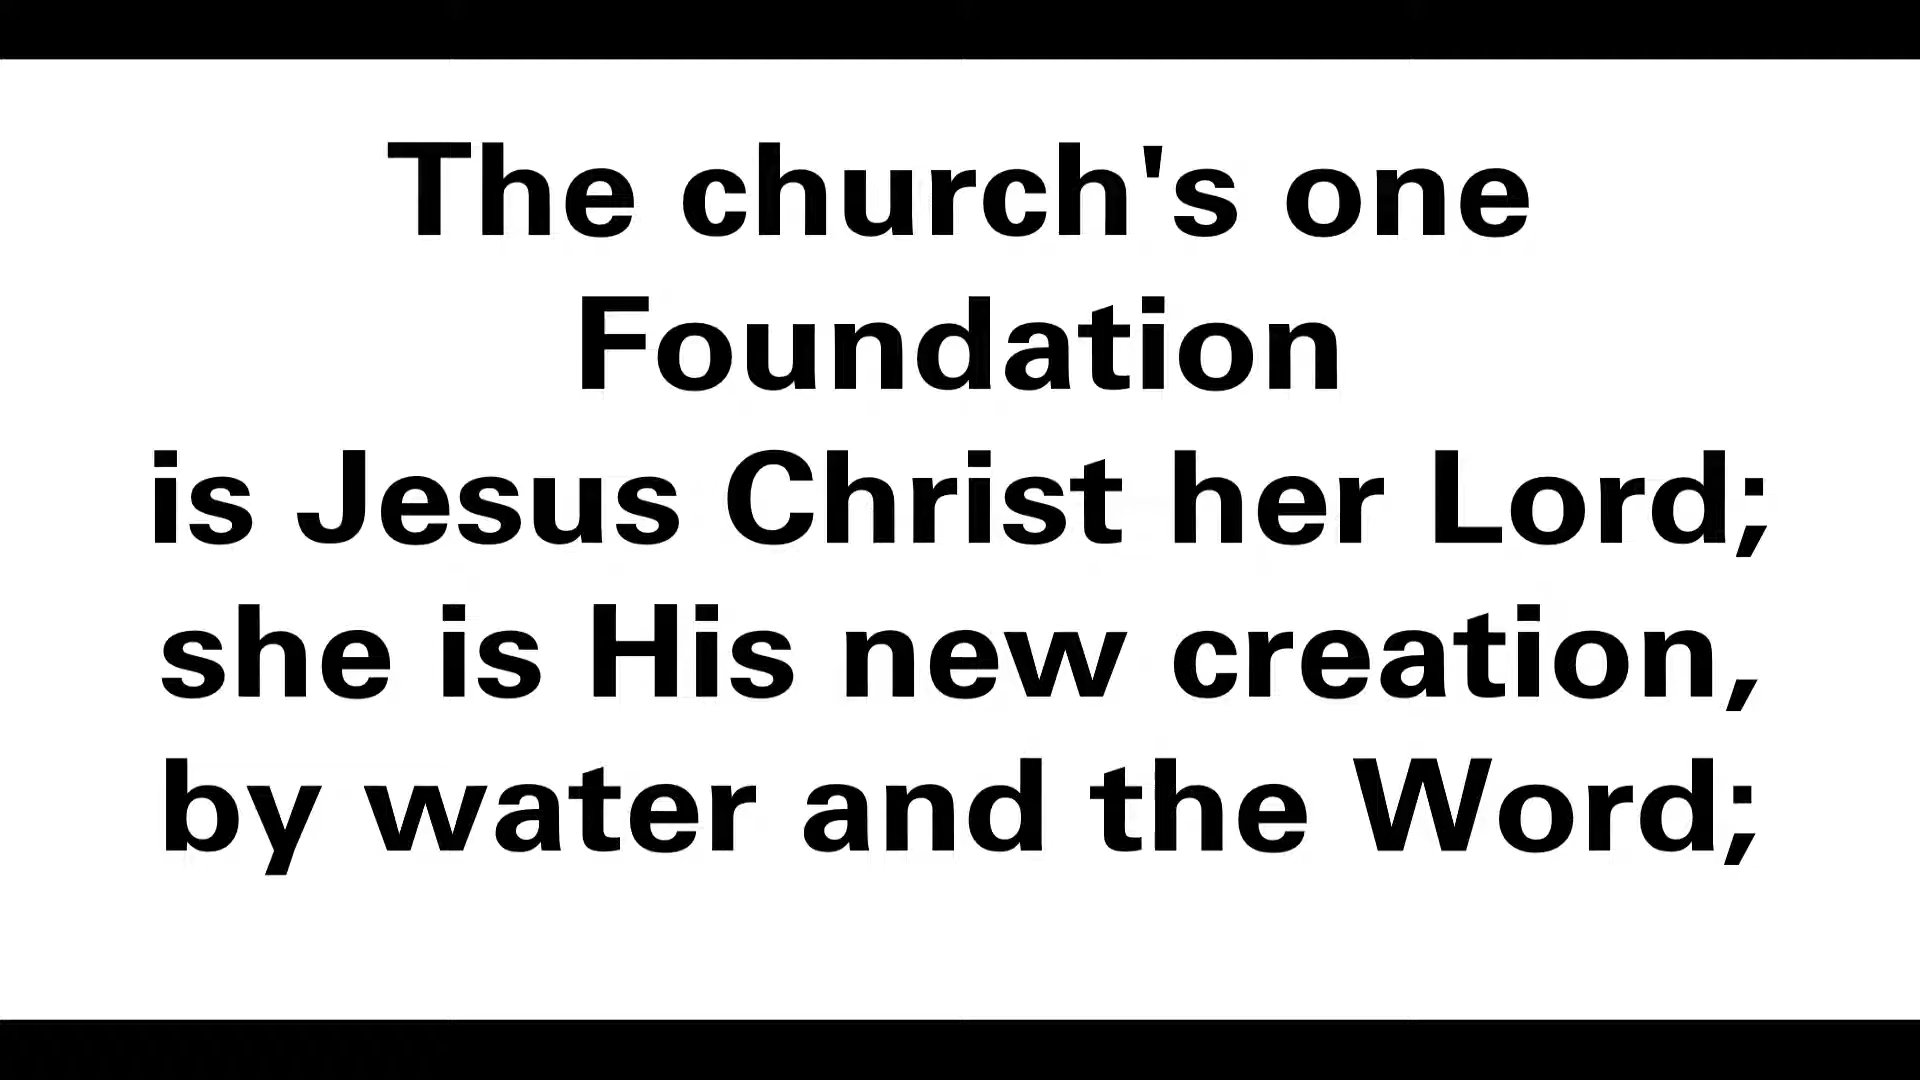 The church's one
Foundation
is Jesus Christ her Lord;
she is His new creation,
by water and the Word;